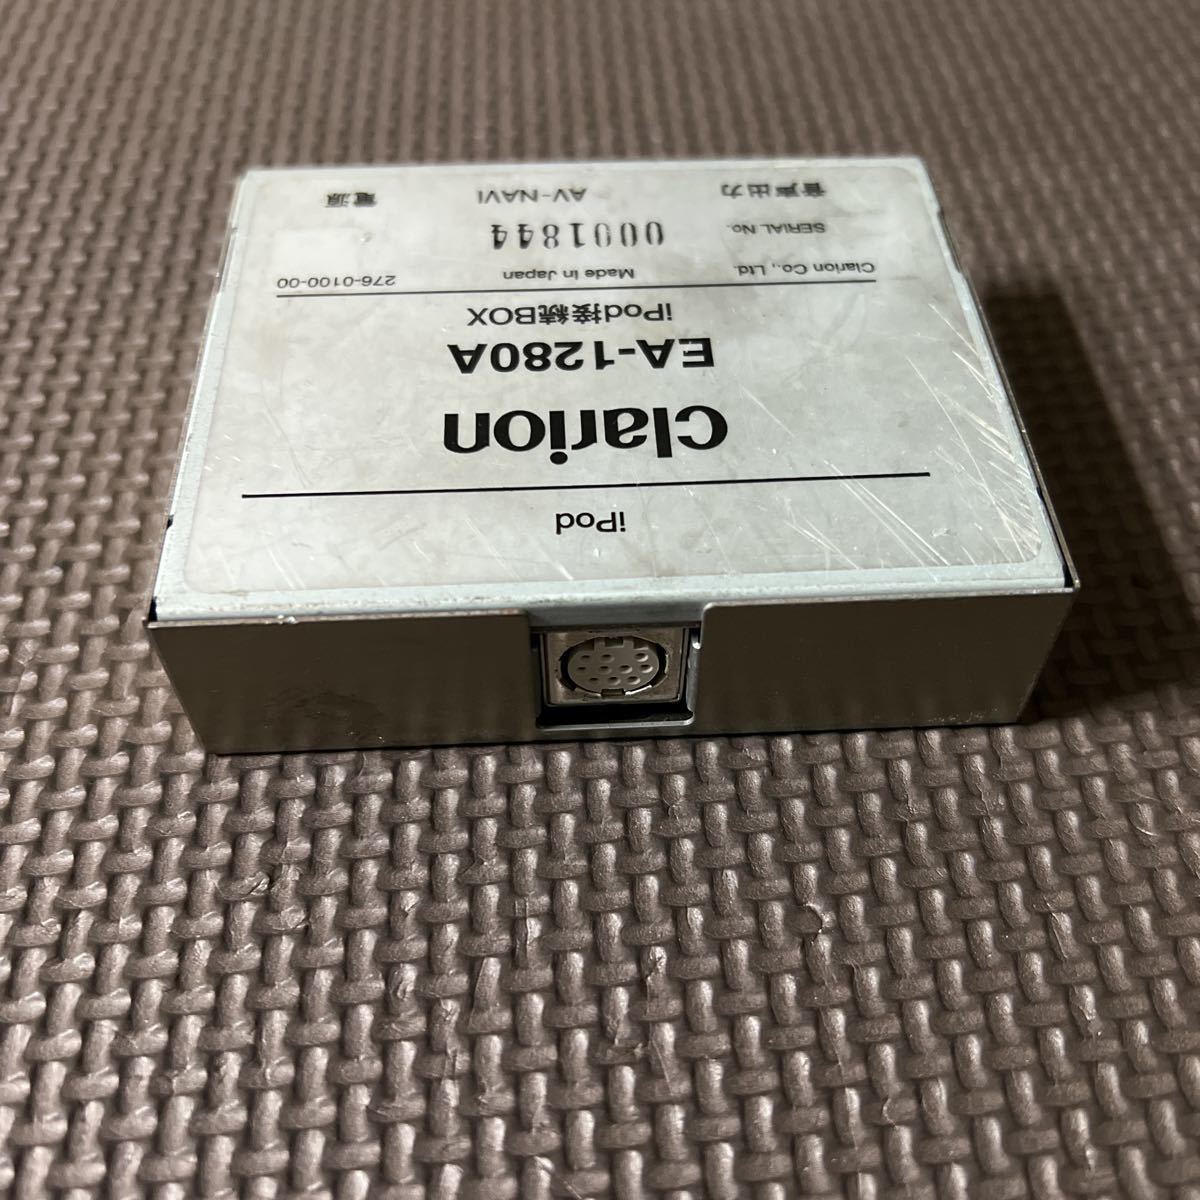 iPod
clarion
EA-1280A
iPod接続BOX
Clarion Co., Ltd. Made in Japan 276-0100-00
SERIAL No. 0001844
音声出力 AV-NAVI 電源